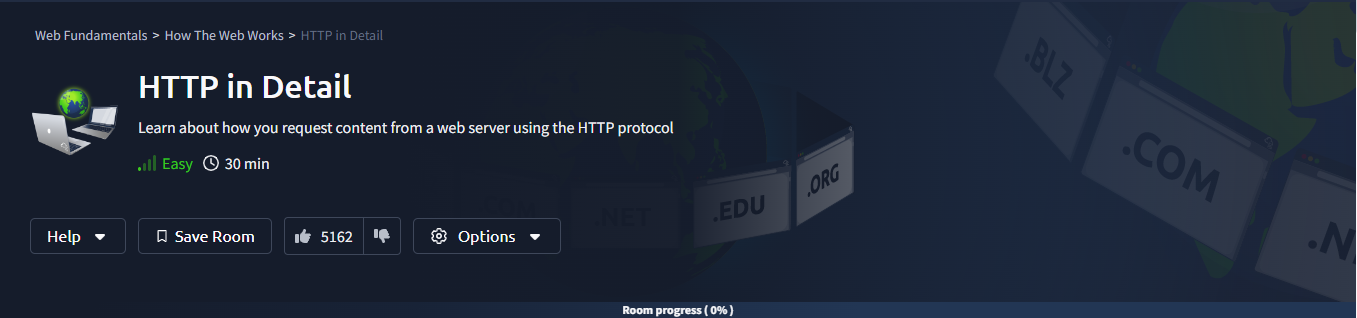 Web Fundamentals > How The Web Works > HTTP in Detail
HTTP in Detail
Learn about how you request content from a web server using the HTTP protocol
Easy 30 min
Help Save Room 5162 Options
.BLZ
.COM
.ORG
.EDU
.NET
.COM
Room progress ( 0% )